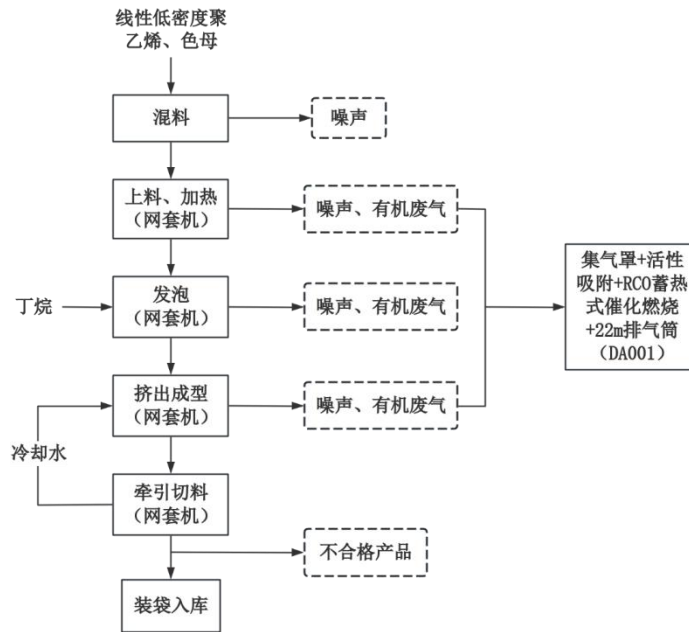 线性低密度聚
乙烯、色母
混料
噪声
上料、加热
（网套机）
噪声、有机废气
丁烷
发泡
（网套机）
噪声、有机废气
集气罩+活性
吸附+RCO蓄热
式催化燃烧
+22m排气筒
（DA001）
挤出成型
（网套机）
噪声、有机废气
冷却水
牵引切料
（网套机）
不合格产品
装袋入库